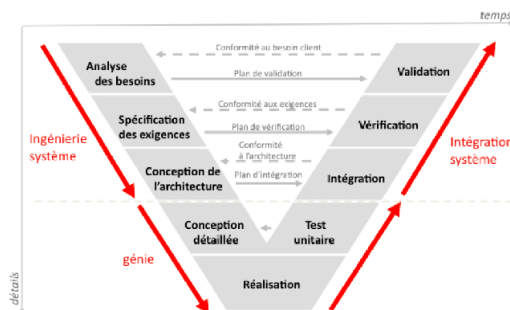 temps
Conformité au besoin client
Analyse
des besoins
Plan de validation
Validation
Conformité aux exigences
Spécification
des exigences
Plan de vérification
Vérification
Ingénierie
système
Conformité
à l'architecture
Intégration
système
Conception de
l'architecture
Plan d'intégration
Intégration
Conception
détaillée
Test
unitaire
génie
Réalisation
détails